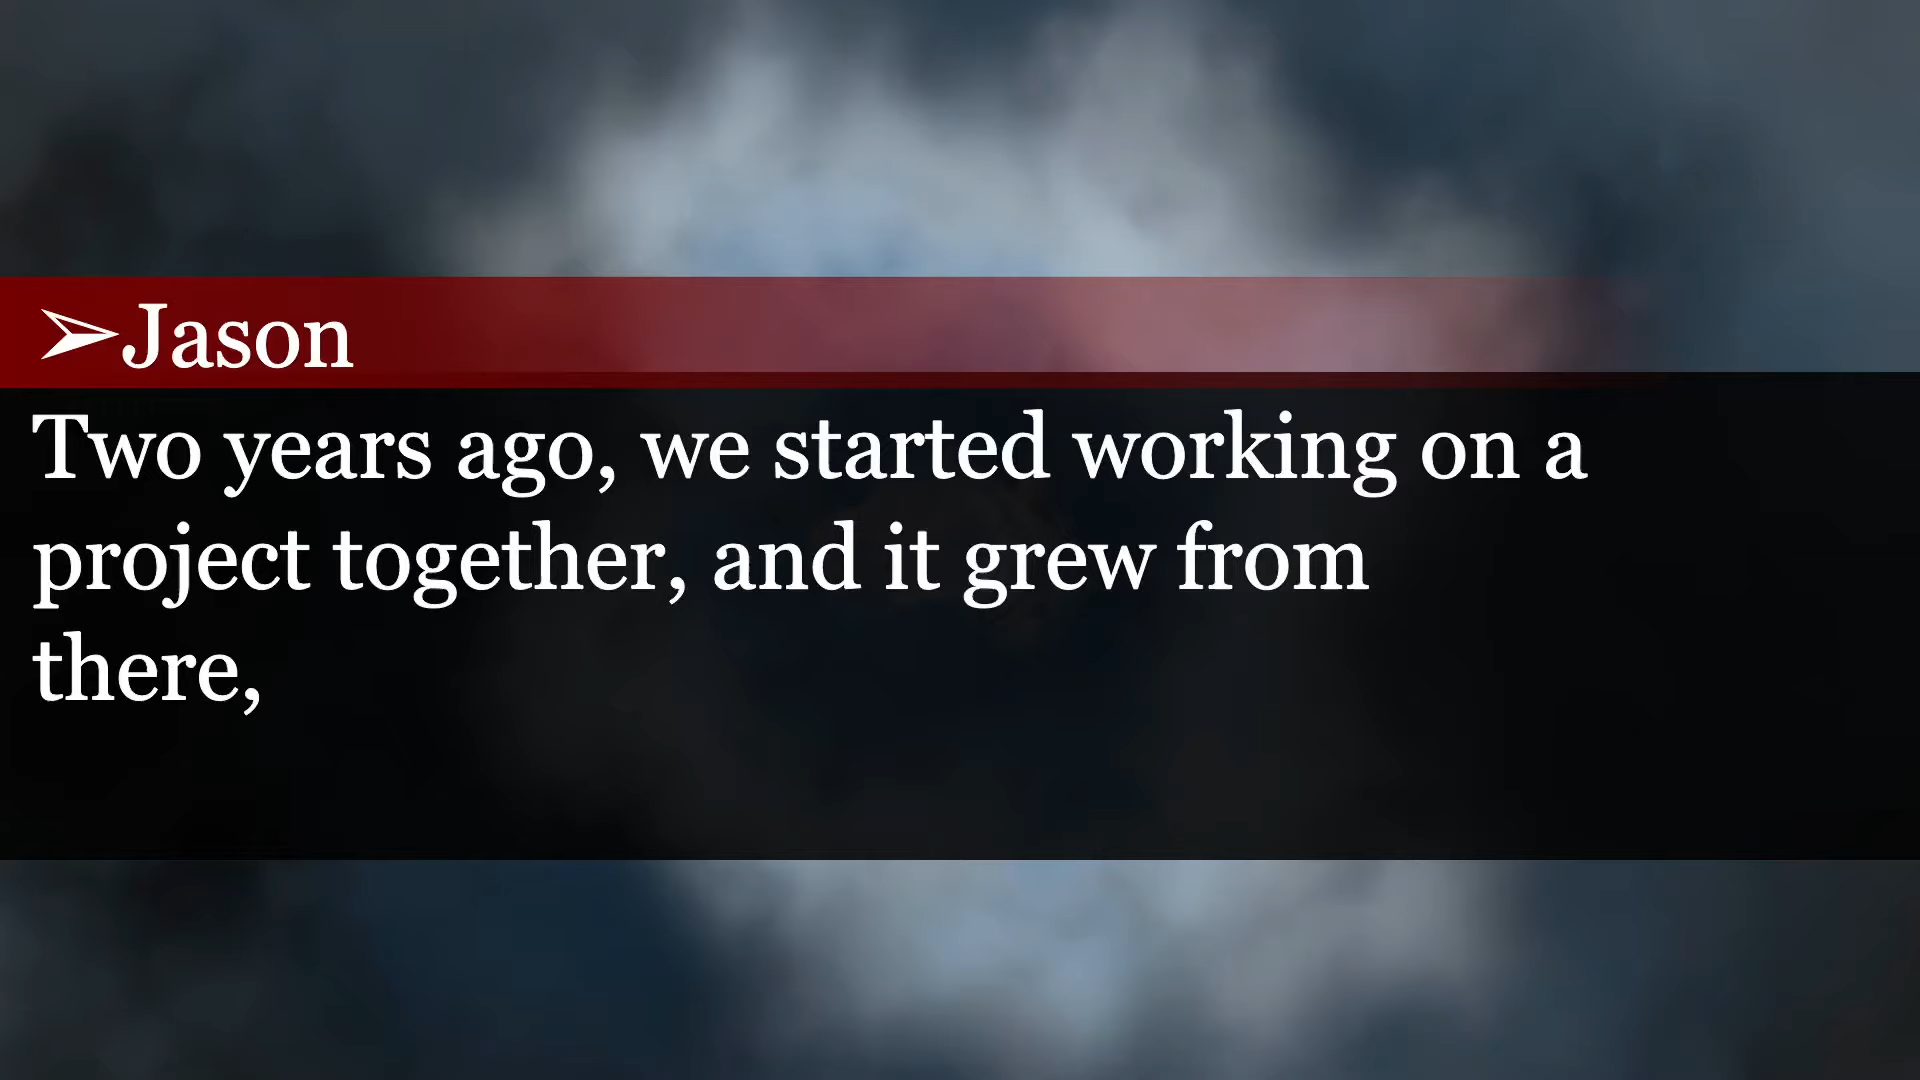 ➢Jason
Two years ago, we started working on a
project together, and it grew from
there,